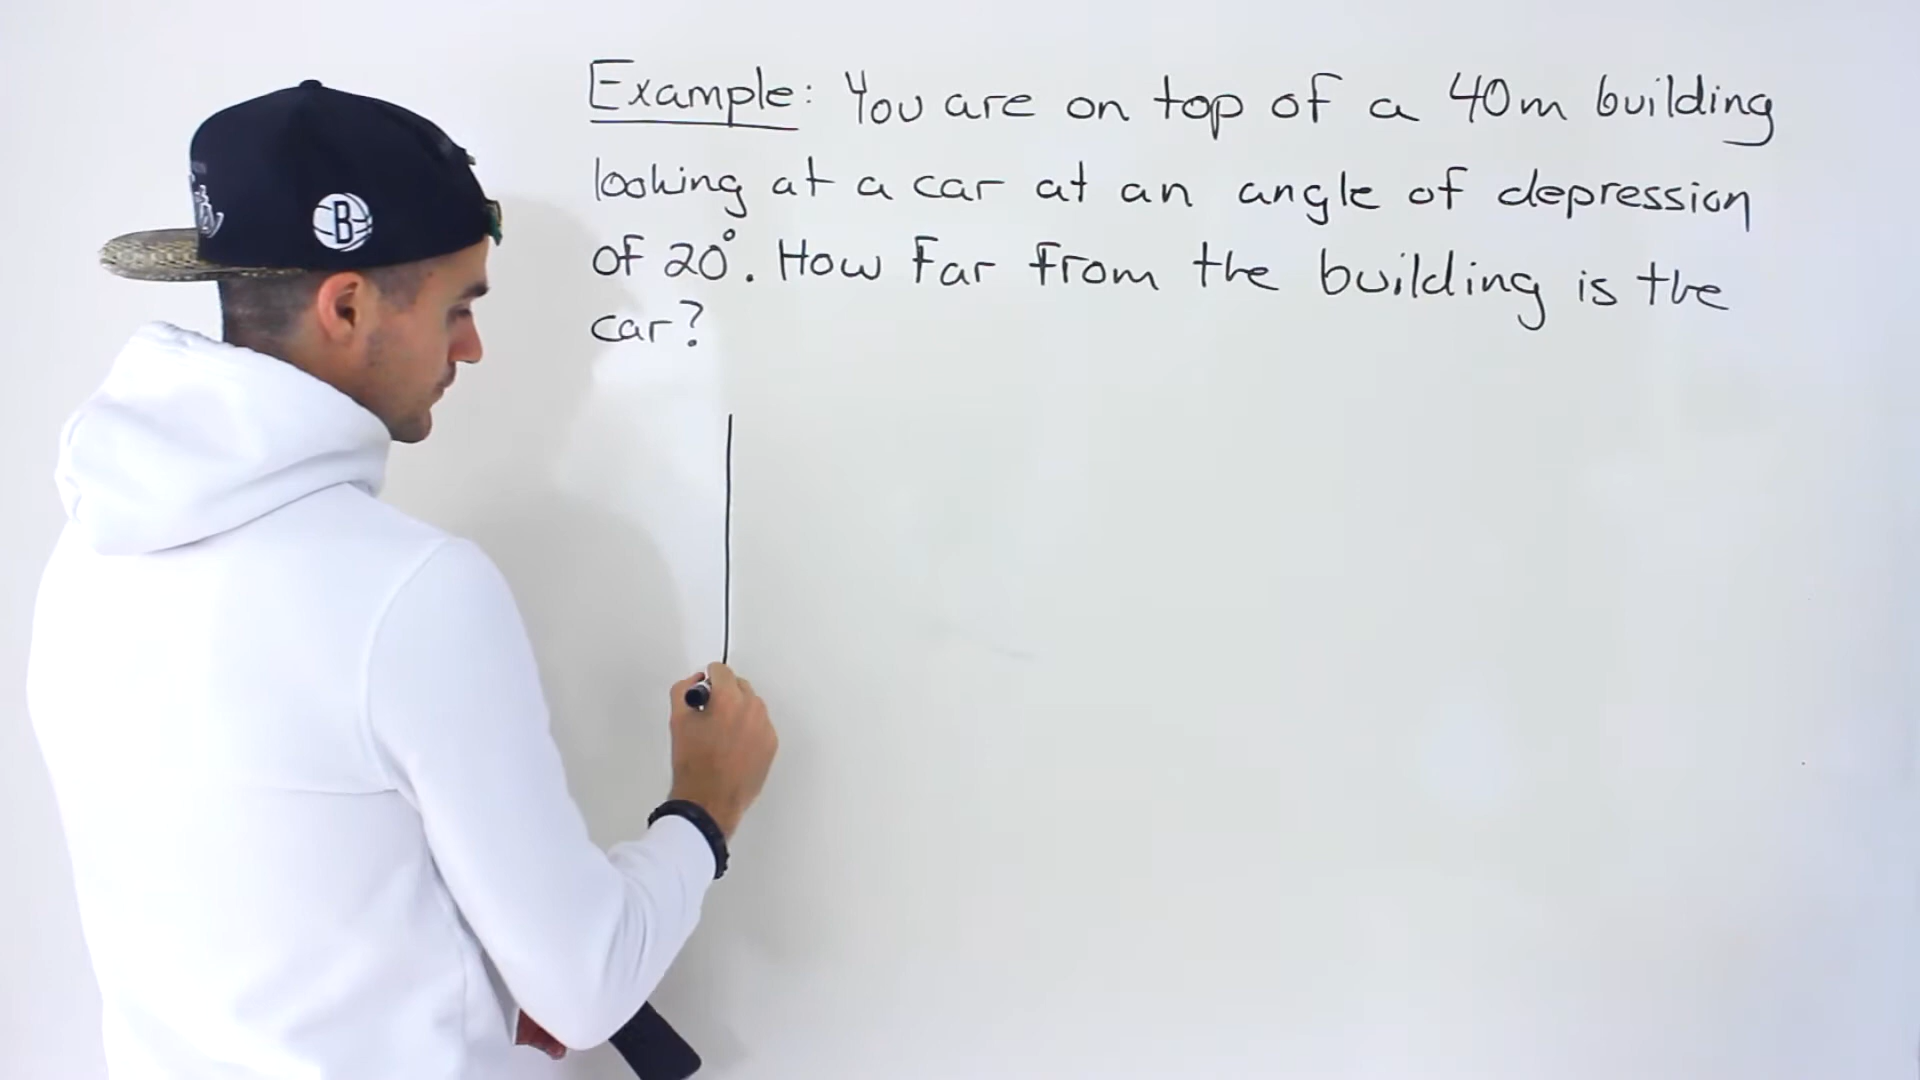 Example: You are on top of a 40m building
looking at a car at an angle of depression
of 20°. How far from the building is the
car?
B